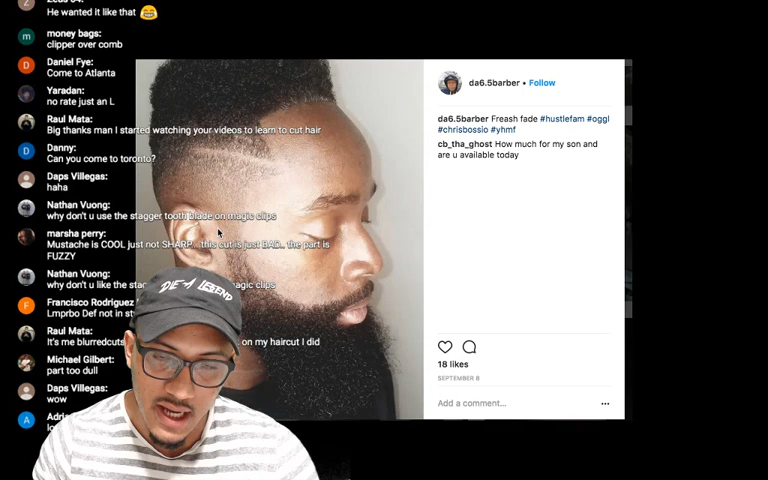 He wanted it like that
money bags:
clipper over comb
Daniel Fye:
Come to Atlanta
Yaradan:
no rate just an L
Raul Mata:
Big thanks man I started watching your videos to learn to cut hair
Danny:
Can you come to toronto?
Daps Villegas:
haha
Nathan Vuong:
why don't u use the stagger tooth blade on magic clips
marsha perry:
Mustache is COOL just not SHARP... this cut is just BAD.. the part is
FUZZY
Nathan Vuong:
why don't u like the magic clips
Francisco Rodriguez
Lmprbo Def not in
Raul Mata:
It's me blurredcuts on my haircut I did
Michael Gilbert:
part too dull
Daps Villegas:
wow
DIE A LEGEND
da6.5barber • Follow
da6.5barber Freash fade #hustlefam #oggl
#chrisbossio #yhmf
cb_tha_ghost How much for my son and
are u available today
18 likes
SEPTEMBER 8
Add a comment...